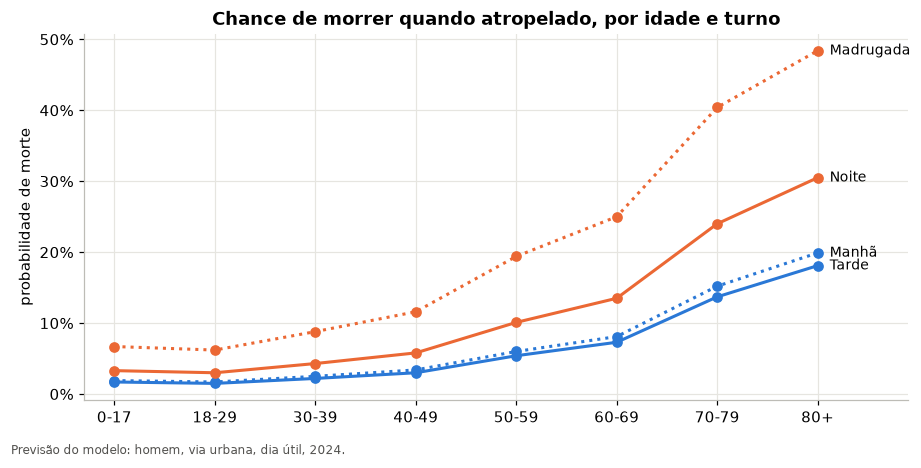 Chance de morrer quando atropelado, por idade e turno
probabilidade de morte
50%
40%
30%
20%
10%
0%
Madrugada
Noite
Manhã
Tarde
0-17 18-29 30-39 40-49 50-59 60-69 70-79 80+
Previsão do modelo: homem, via urbana, dia útil, 2024.